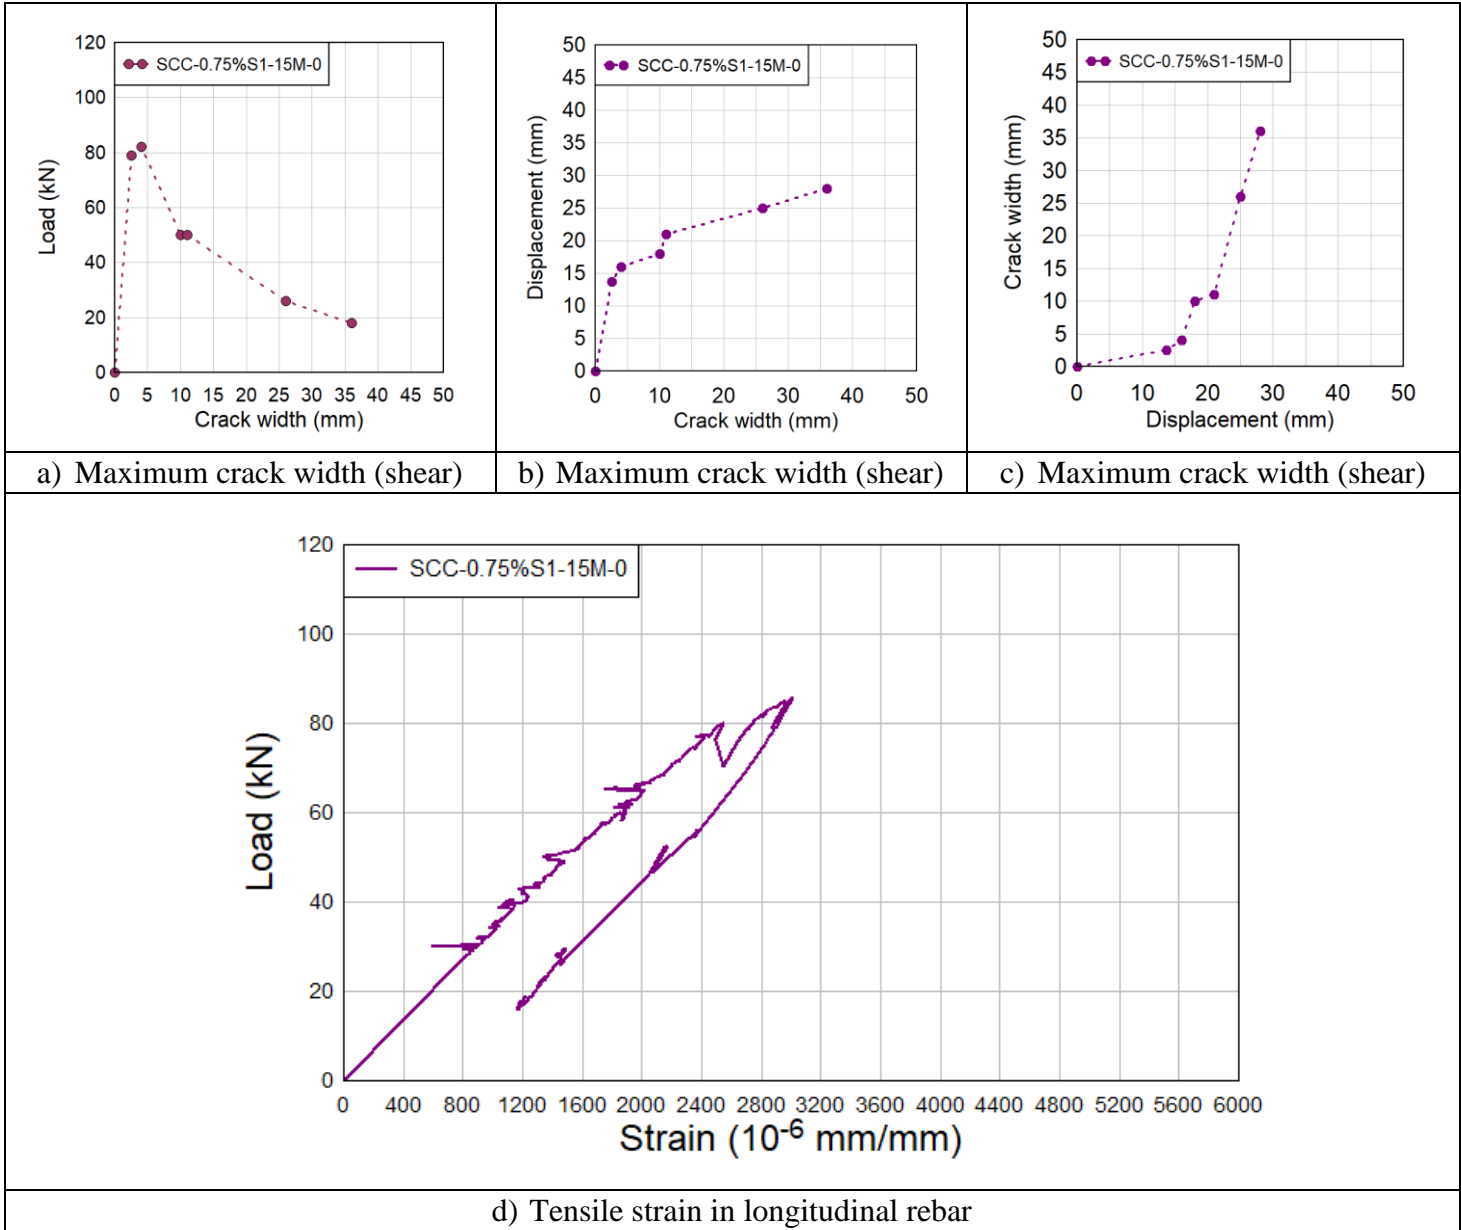 SCC-0.75%S1-15M-0
120
100
80
60
40
20
0
Load (kN)
0 5 10 15 20 25 30 35 40 45 50
Crack width (mm)
SCC-0.75%S1-15M-0
50
45
40
35
30
25
20
15
10
5
0
Displacement (mm)
0 10 20 30 40 50
Crack width (mm)
SCC-0.75%S1-15M-0
50
45
40
35
30
25
20
15
10
5
0
Crack width (mm)
0 10 20 30 40 50
Displacement (mm)
a) Maximum crack width (shear)
b) Maximum crack width (shear)
c) Maximum crack width (shear)
SCC-0.75%S1-15M-0
120
100
80
60
40
20
0
Load (kN)
0 400 800 1200 1600 2000 2400 2800 3200 3600 4000 4400 4800 5200 5600 6000
Strain (10⁻⁶ mm/mm)
d) Tensile strain in longitudinal rebar